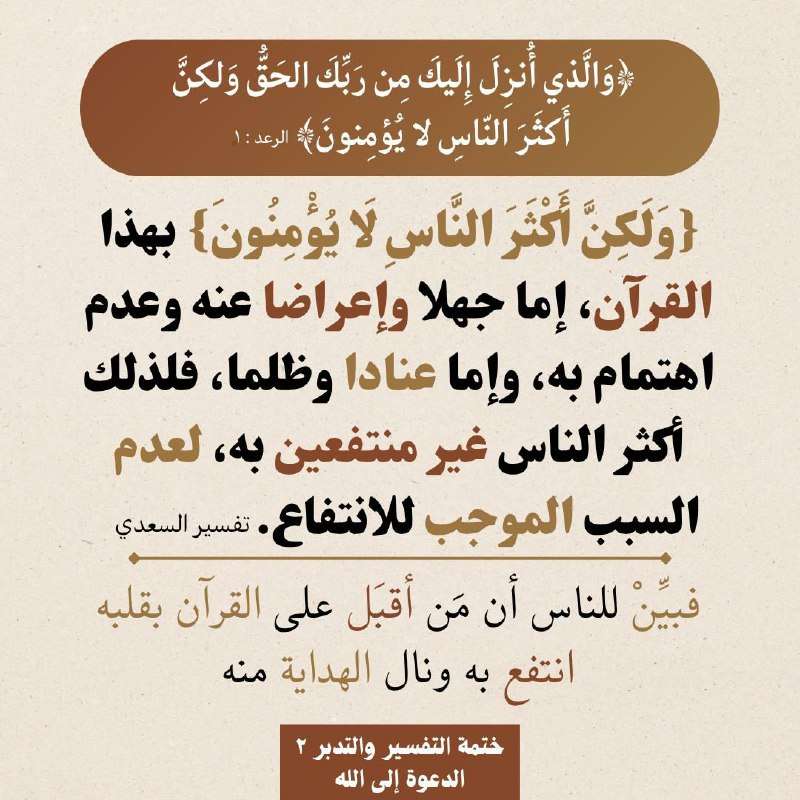 ﴿وَالَّذي أُنزِلَ إِلَيكَ مِن رَبِّكَ الحَقُّ وَلكِنَّ
أَكثَرَ النّاسِ لا يُؤمِنونَ﴾ الرعد : ١
{وَلَكِنَّ أَكْثَرَ النَّاسِ لَا يُؤْمِنُونَ} بهذا
القرآن، إما جهلا وإعراضا عنه وعدم
اهتمام به، وإما عنادا وظلما، فلذلك
أكثر الناس غير منتفعين به، لعدم
السبب الموجب للانتفاع. تفسير السعدي
فبيِّنْ للناس أن مَن أقبَل على القرآن بقلبه
انتفع به ونال الهداية منه
ختمة التفسير والتدبر ٢
الدعوة إلى الله